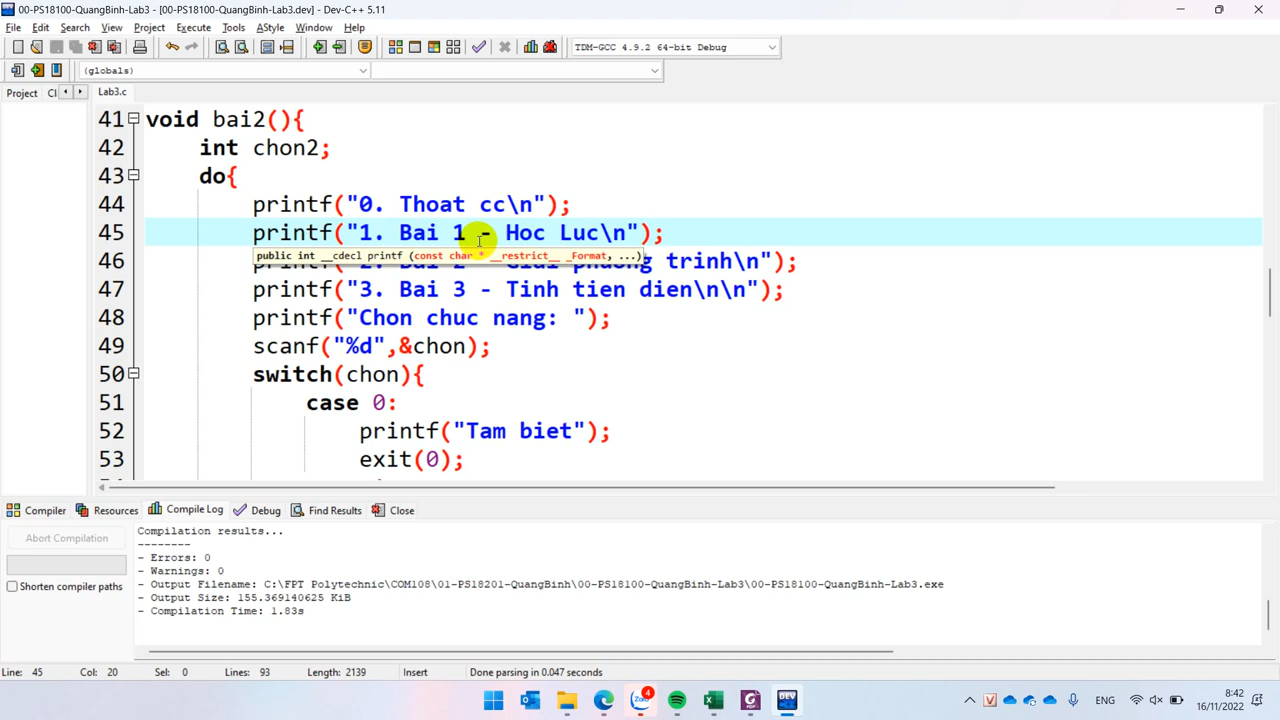 00-PS18100-QuangBinh-Lab3 - [00-PS18100-QuangBinh-Lab3.dev] - Dev-C++ 5.11
File Edit Search View Project Execute Tools AStyle Window Help
TDM-GCC 4.9.2 64-bit Debug
(globals)
Project Cl Lab3.c
41 void bai2(){
42 int chon2;
43 do{
44 printf("0. Thoat cc\n");
45 printf("1. Bai 1 - Hoc Luc\n");
public int __cdecl printf (const char * __restrict__ _Format, ...)
46 trinh\n");
47 printf("3. Bai 3 - Tinh tien dien\n\n");
48 printf("Chon chuc nang: ");
49 scanf("%d",&chon);
50 switch(chon){
51 case 0:
52 printf("Tam biet");
53 exit(0);
Compiler Resources Compile Log Debug Find Results Close
Abort Compilation
Shorten compiler paths
Compilation results...
--------
- Errors: 0
- Warnings: 0
- Output Filename: C:\FPT Polytechnic\COM108\01-PS18201-QuangBinh\00-PS18100-QuangBinh-Lab3\00-PS18100-QuangBinh-Lab3.exe
- Output Size: 155.369140625 KiB
- Compilation Time: 1.83s
Line: 45 Col: 20 Sel: 0 Lines: 93 Length: 2139 Insert Done parsing in 0.047 seconds
Zalo 4 DEV ENG 8:42
16/11/2022